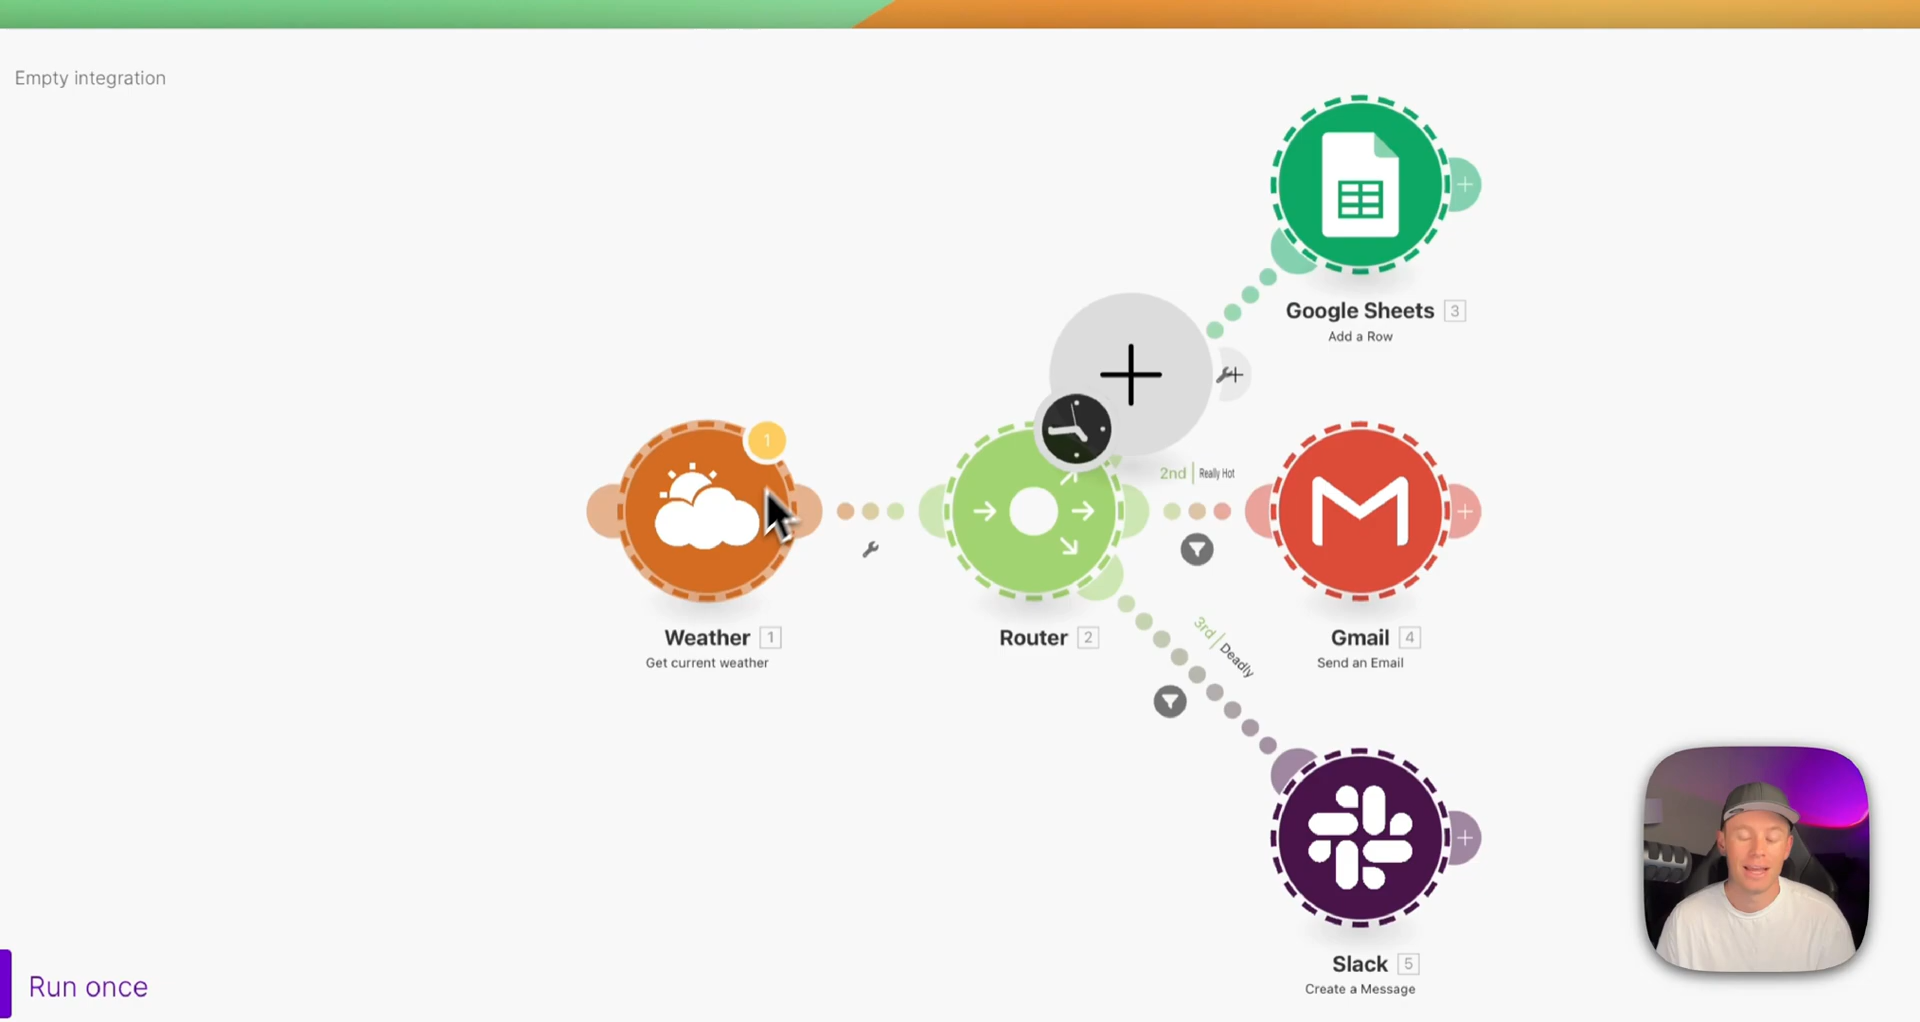 Empty integration
Google Sheets 3
Add a Row
1
2nd | Really Hot
Weather 1
Get current weather
Router 2
Gmail 4
Send an Email
3rd | Deadly
Slack 5
Create a Message
Run once